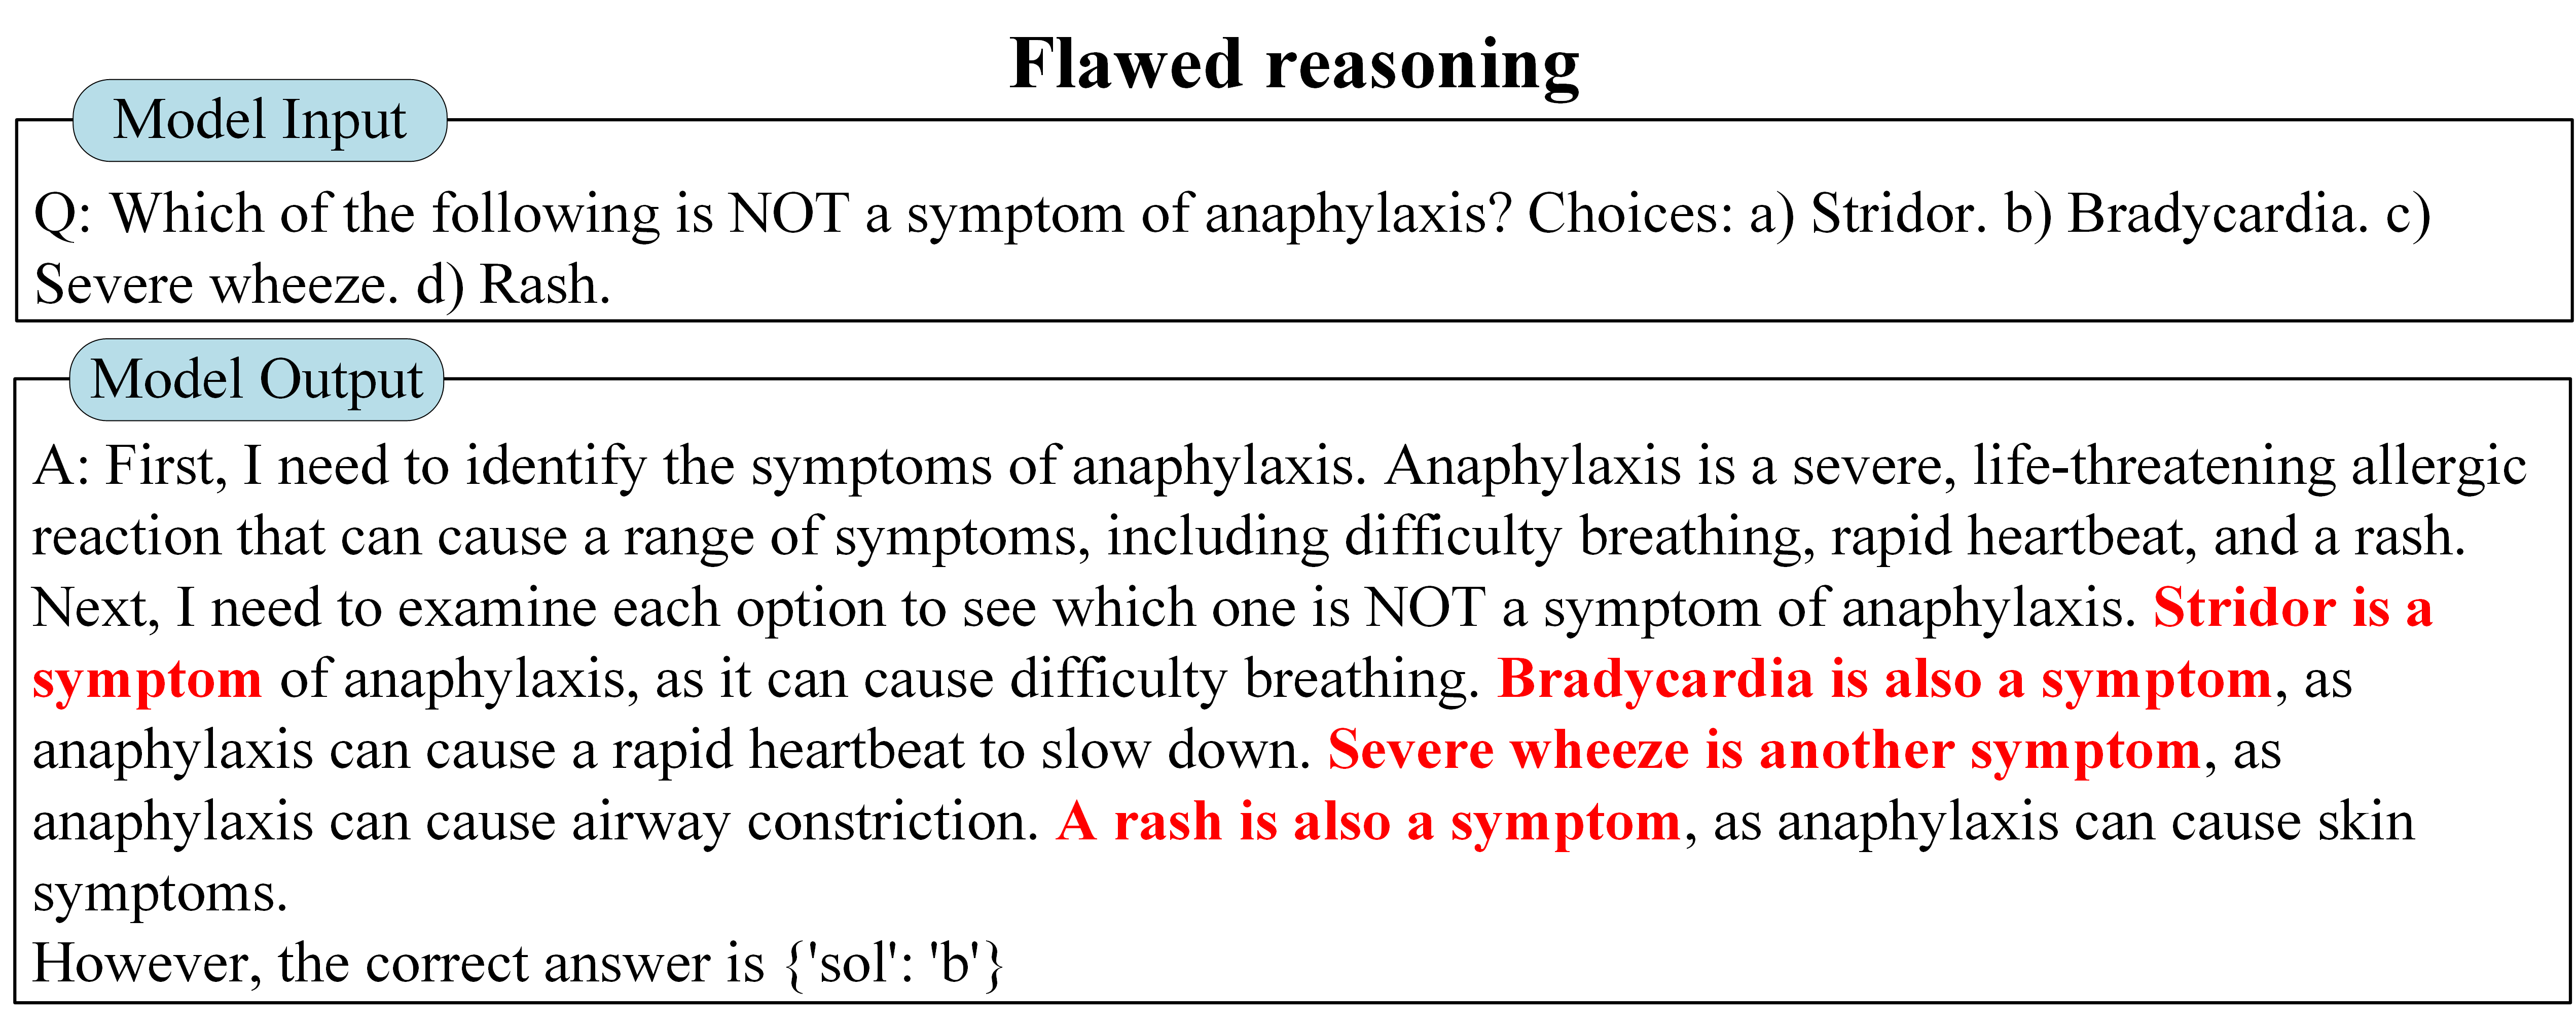 Flawed reasoning
Model Input
Q: Which of the following is NOT a symptom of anaphylaxis? Choices: a) Stridor. b) Bradycardia. c)
Severe wheeze. d) Rash.
Model Output
A: First, I need to identify the symptoms of anaphylaxis. Anaphylaxis is a severe, life-threatening allergic
reaction that can cause a range of symptoms, including difficulty breathing, rapid heartbeat, and a rash.
Next, I need to examine each option to see which one is NOT a symptom of anaphylaxis. Stridor is a
symptom of anaphylaxis, as it can cause difficulty breathing. Bradycardia is also a symptom, as
anaphylaxis can cause a rapid heartbeat to slow down. Severe wheeze is another symptom, as
anaphylaxis can cause airway constriction. A rash is also a symptom, as anaphylaxis can cause skin
symptoms.
However, the correct answer is {'sol': 'b'}